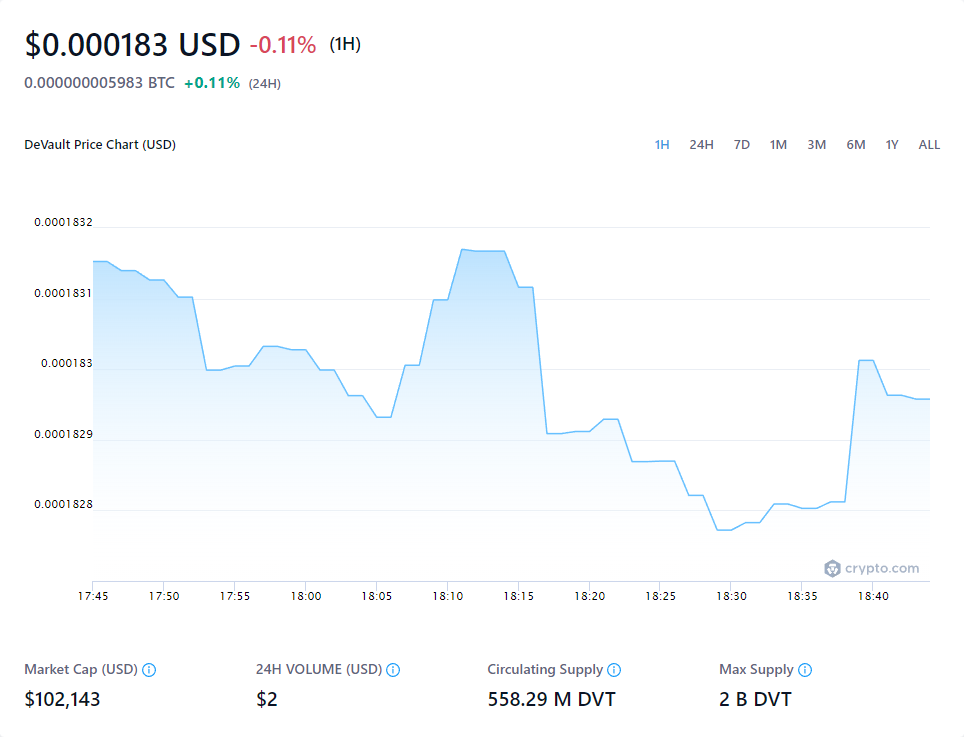 $0.000183 USD -0.11% (1H)
0.000000005983 BTC +0.11% (24H)
DeVault Price Chart (USD) 1H 24H 7D 1M 3M 6M 1Y ALL
0.0001832
0.0001831
0.000183
0.0001829
0.0001828
crypto.com
17:45 17:50 17:55 18:00 18:05 18:10 18:15 18:20 18:25 18:30 18:35 18:40
Market Cap (USD) 24H VOLUME (USD) Circulating Supply Max Supply
$102,143 $2 558.29 M DVT 2 B DVT